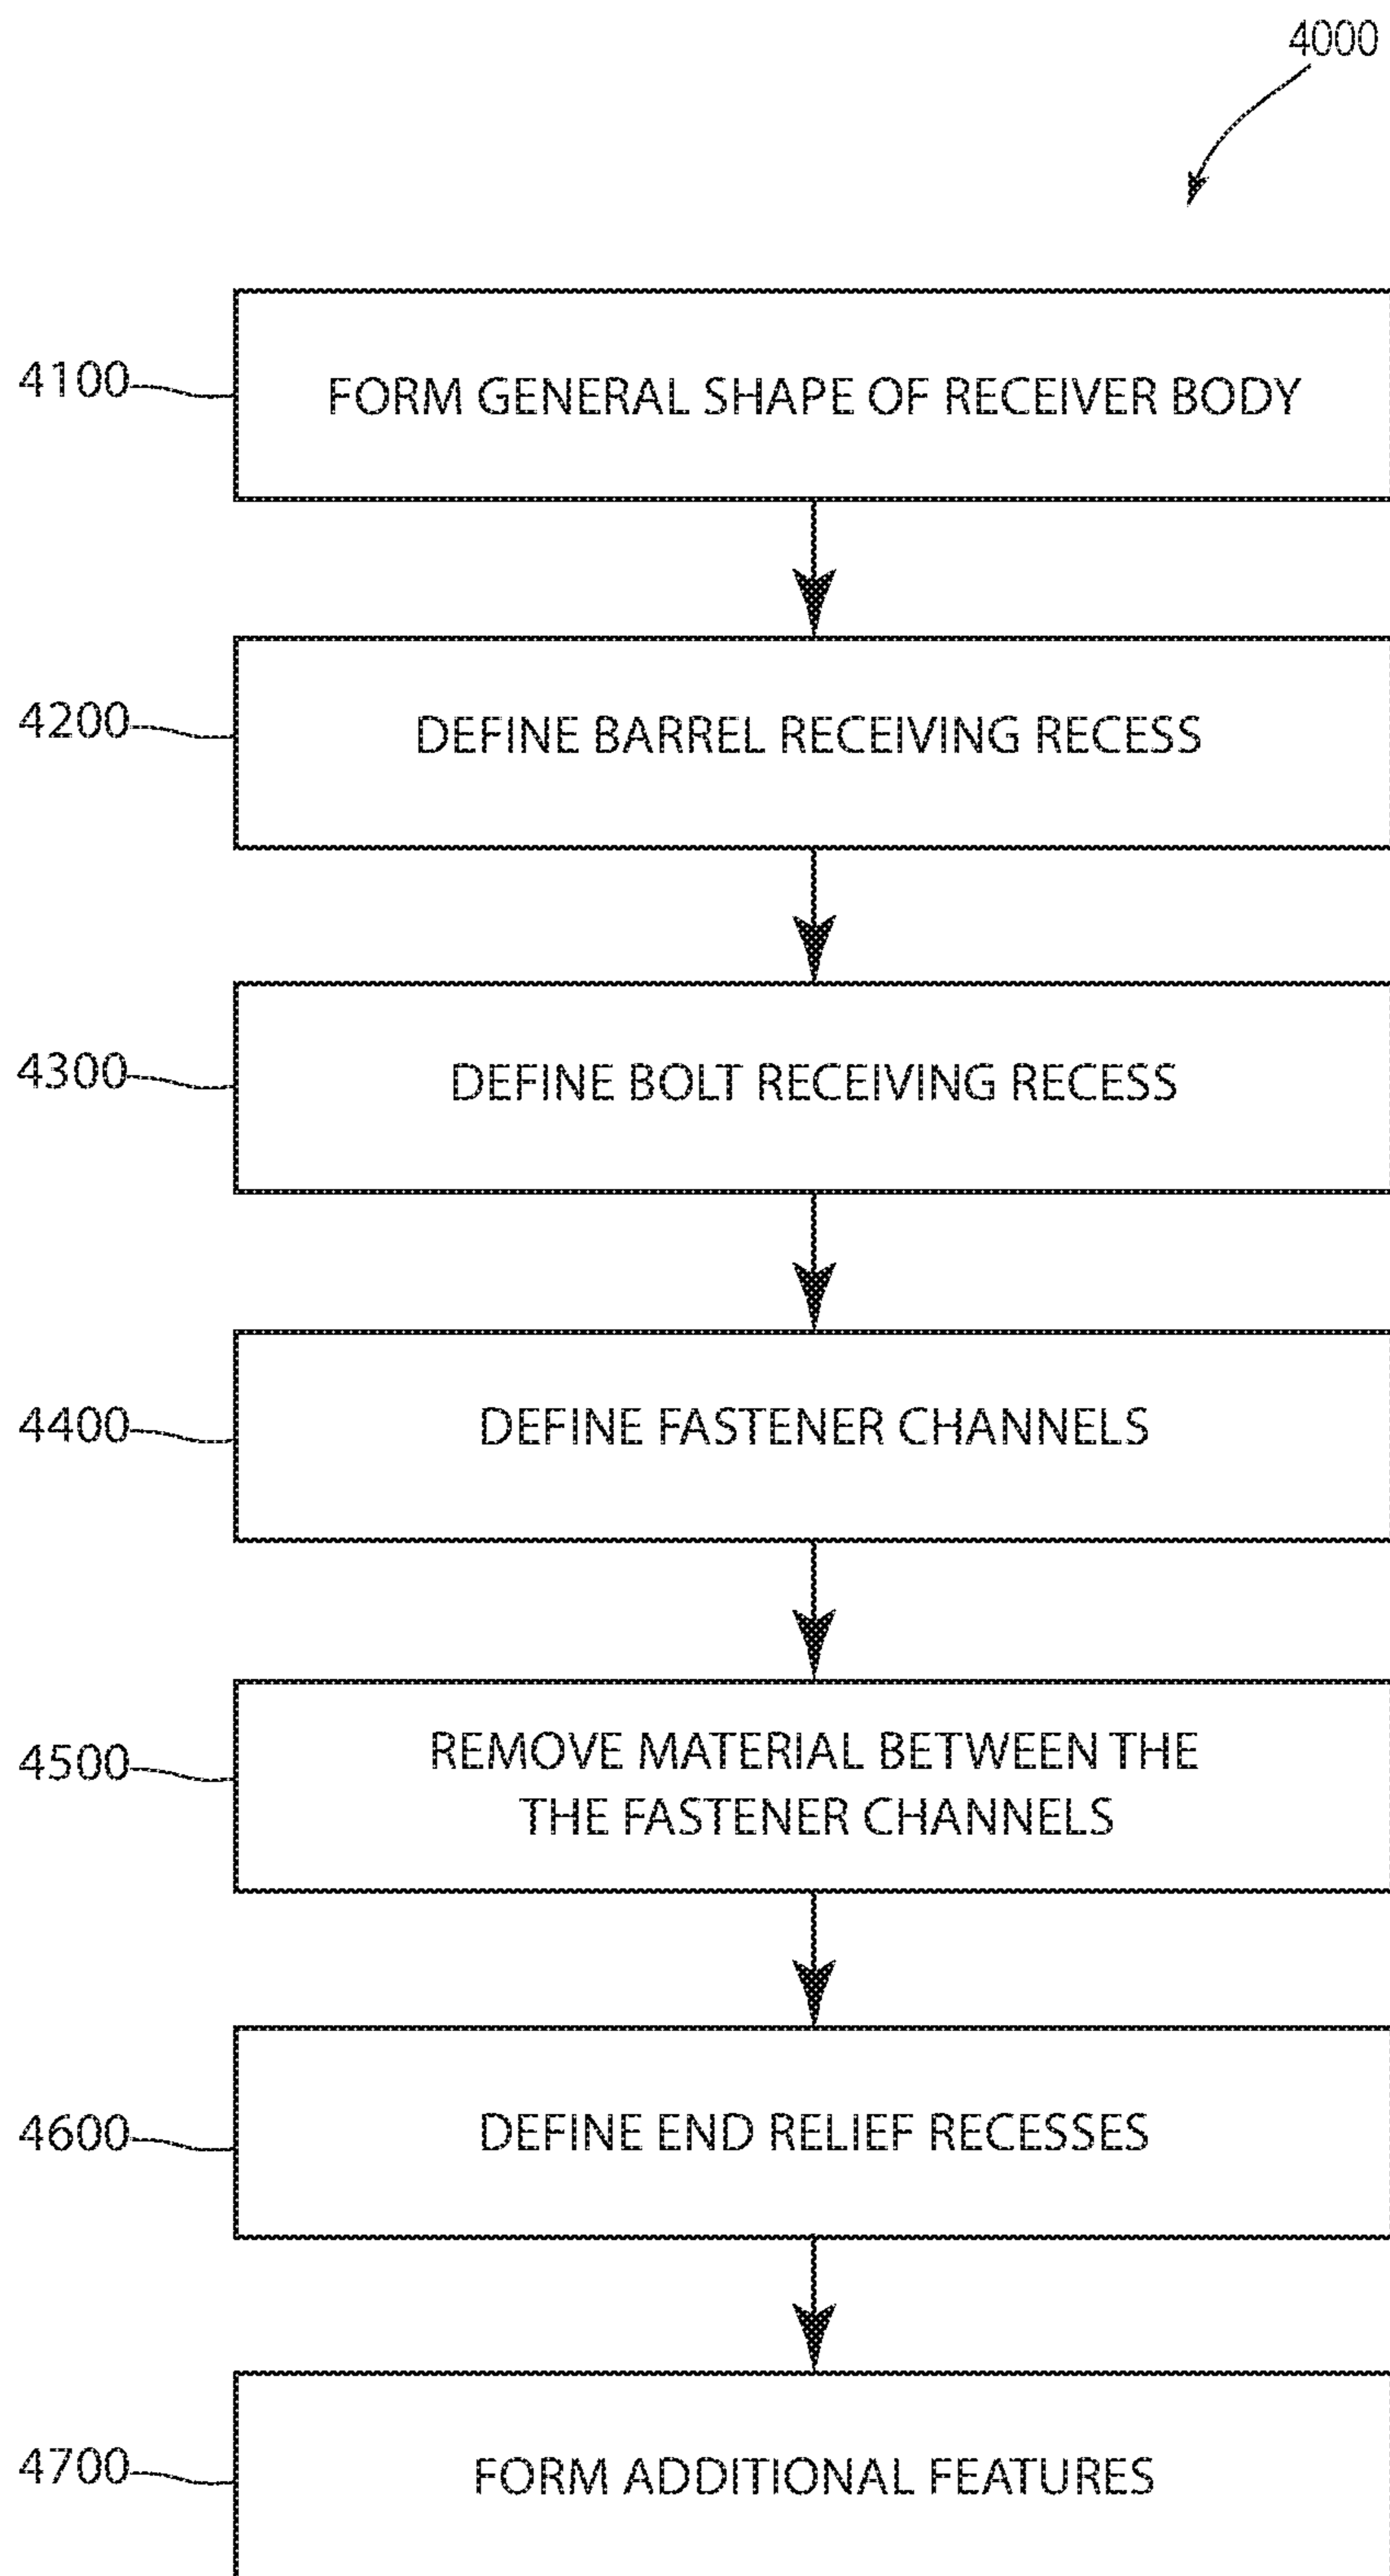 4000
4100
FORM GENERAL SHAPE OF RECEIVER BODY
4200
DEFINE BARREL RECEIVING RECESS
4300
DEFINE BOLT RECEIVING RECESS
4400
DEFINE FASTENER CHANNELS
4500
REMOVE MATERIAL BETWEEN THE
THE FASTENER CHANNELS
4600
DEFINE END RELIEF RECESSES
4700
FORM ADDITIONAL FEATURES